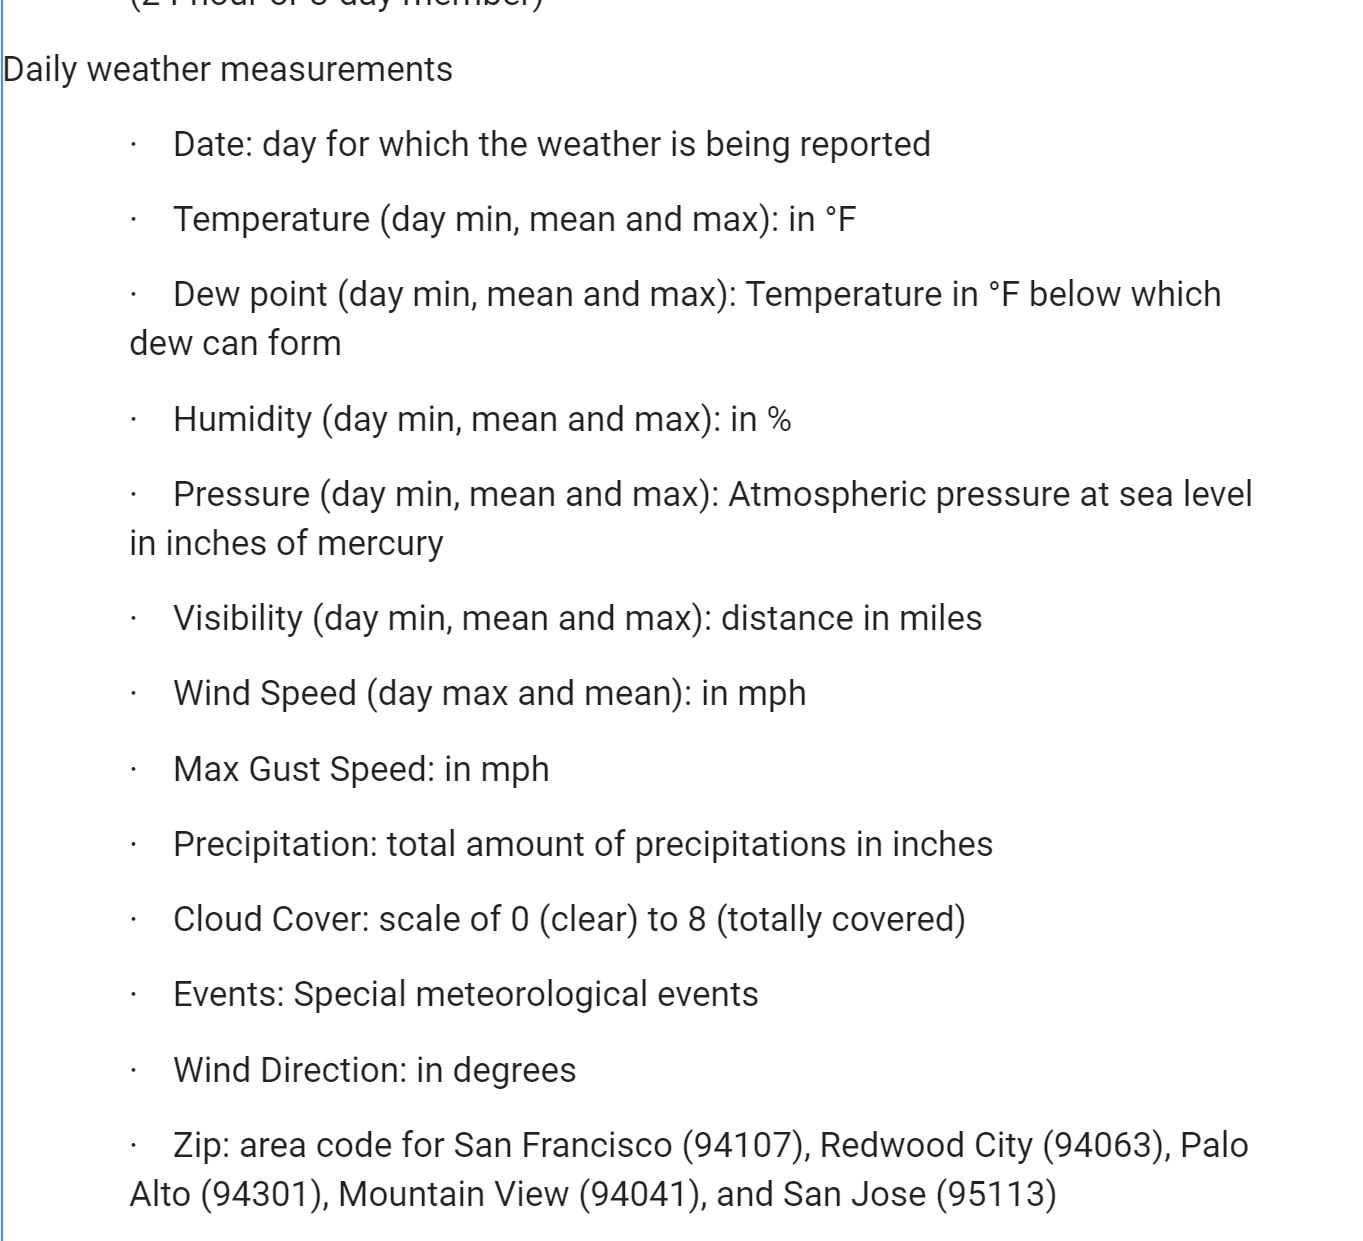 Daily weather measurements
· Date: day for which the weather is being reported
· Temperature (day min, mean and max): in °F
· Dew point (day min, mean and max): Temperature in °F below which
dew can form
· Humidity (day min, mean and max): in %
· Pressure (day min, mean and max): Atmospheric pressure at sea level
in inches of mercury
· Visibility (day min, mean and max): distance in miles
· Wind Speed (day max and mean): in mph
· Max Gust Speed: in mph
· Precipitation: total amount of precipitations in inches
· Cloud Cover: scale of 0 (clear) to 8 (totally covered)
· Events: Special meteorological events
· Wind Direction: in degrees
· Zip: area code for San Francisco (94107), Redwood City (94063), Palo
Alto (94301), Mountain View (94041), and San Jose (95113)